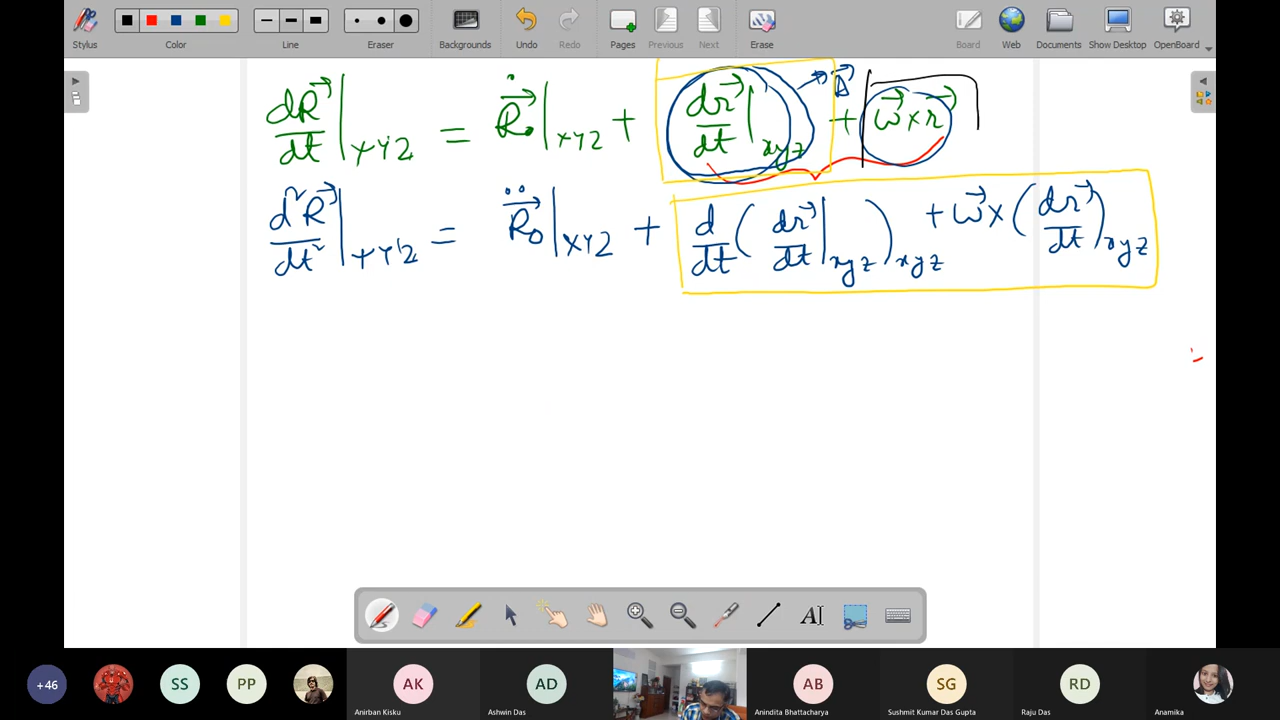 Stylus Color Line Eraser Backgrounds Undo Redo Pages Previous Next Erase Board Web Documents Show Desktop OpenBoard
dR⃗/dt|XYZ = Ṙ⃗₀|XYZ + dr⃗/dt|xyz + ω⃗×r⃗
d²R⃗/dt²|XYZ = R̈⃗₀|XYZ + d/dt(dr⃗/dt|xyz)xyz + ω⃗×(dr⃗/dt)xyz
+46 SS PP AK AD AB SG RD
Anirban Kisku Ashwin Das Anindita Bhattacharya Sushmit Kumar Das Gupta Raju Das Anamika